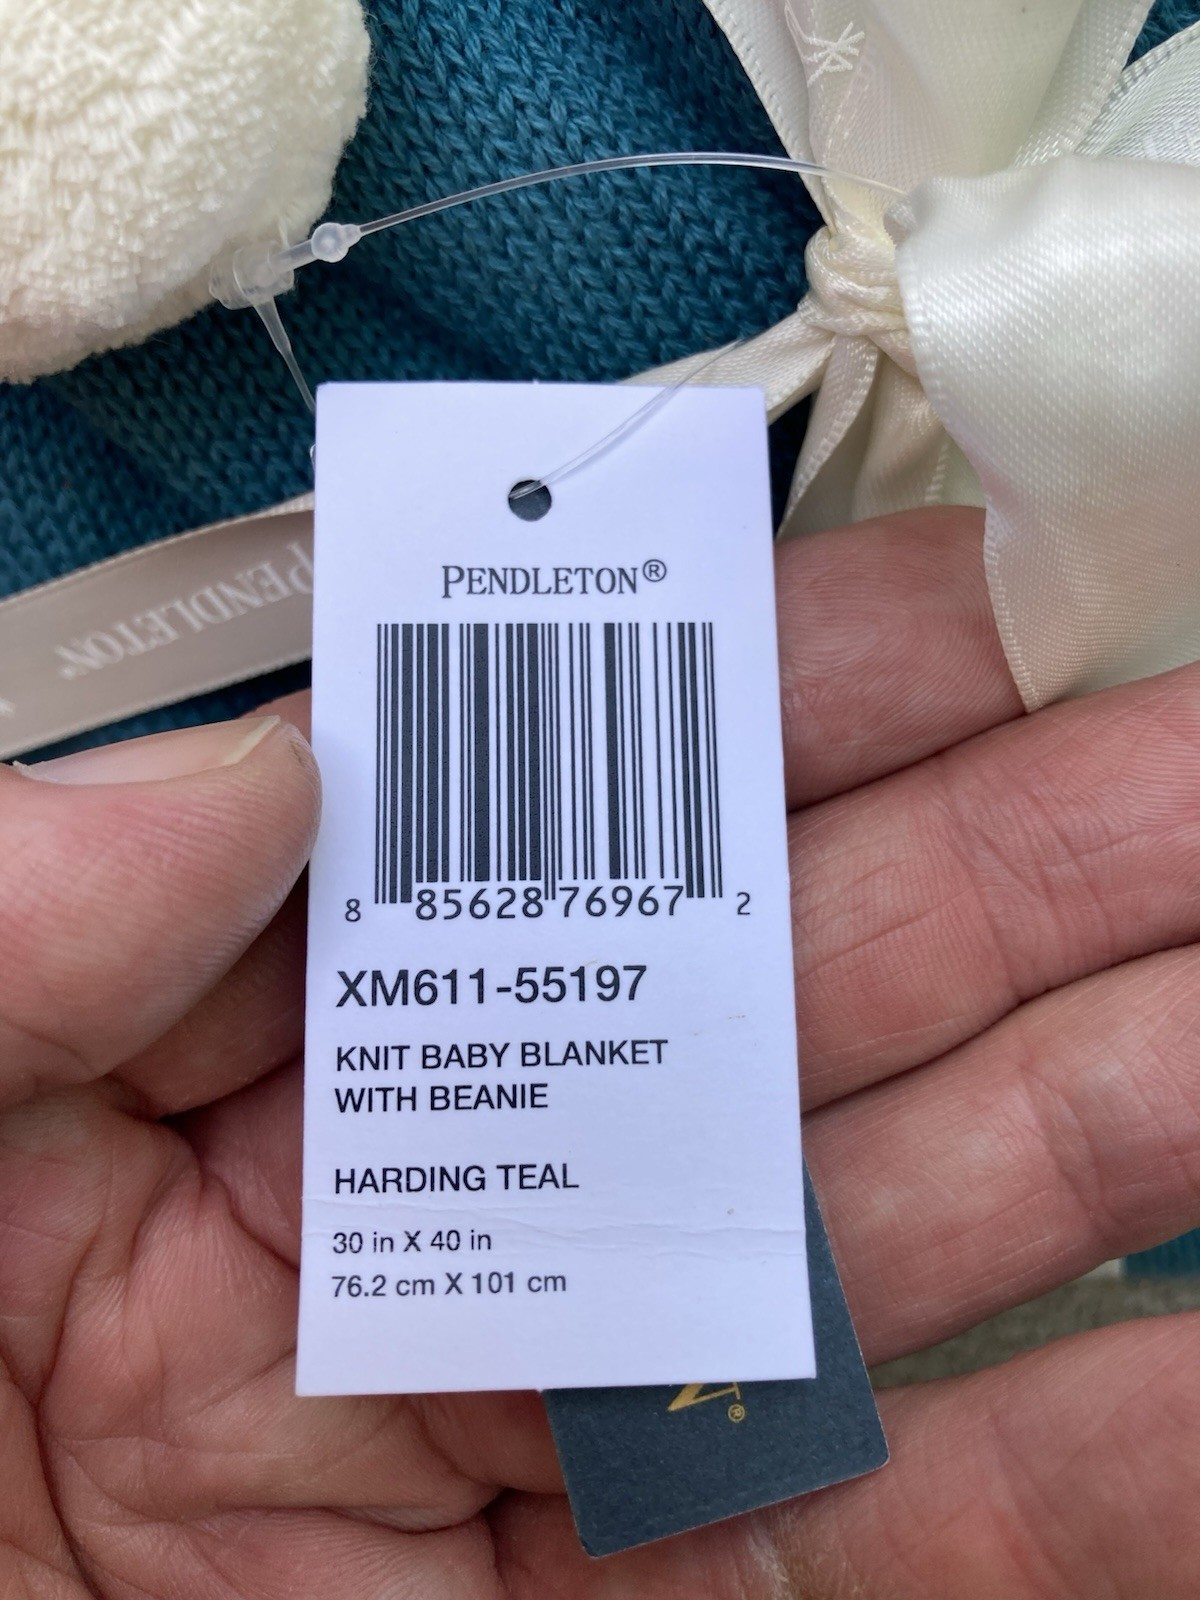 PENDLETON®
8 85628 76967 2
XM611-55197
KNIT BABY BLANKET
WITH BEANIE
HARDING TEAL
30 in X 40 in
76.2 cm X 101 cm
PENDLETON®
N®